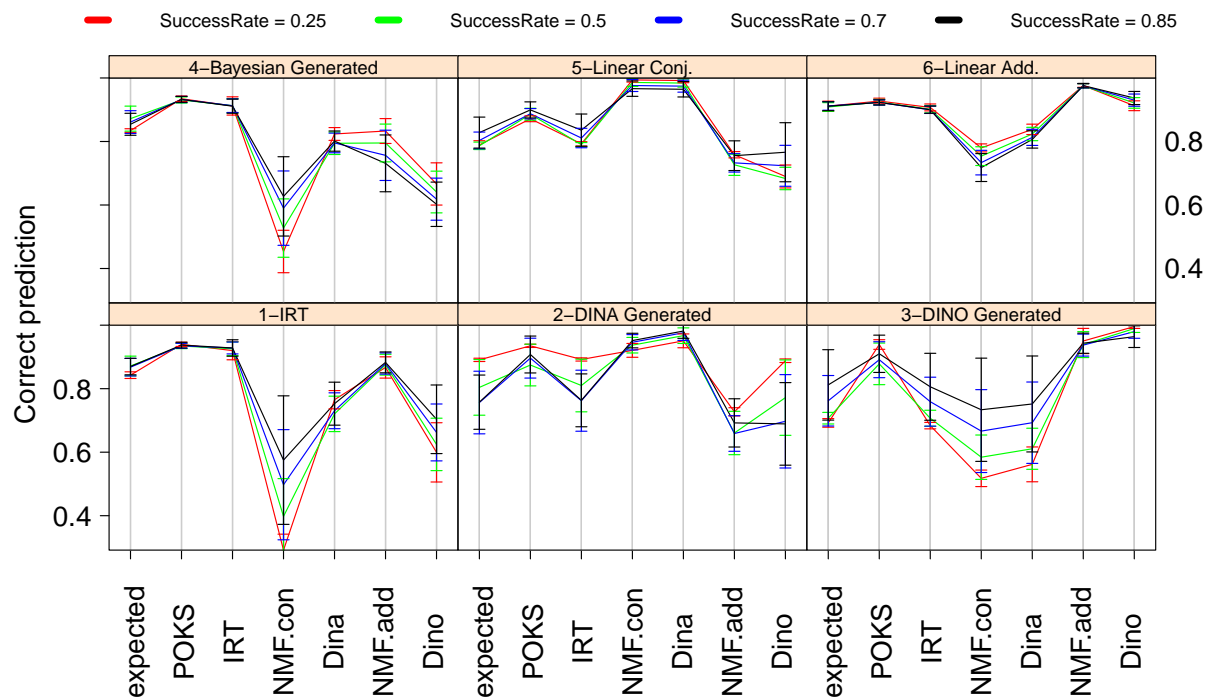 SuccessRate = 0.25 SuccessRate = 0.5 SuccessRate = 0.7 SuccessRate = 0.85
4−Bayesian Generated 5−Linear Conj. 6−Linear Add.
0.8
0.6
0.4
1−IRT 2−DINA Generated 3−DINO Generated
Correct prediction
0.8
0.6
0.4
expected POKS IRT NMF.con Dina NMF.add Dino expected POKS IRT NMF.con Dina NMF.add Dino expected POKS IRT NMF.con Dina NMF.add Dino